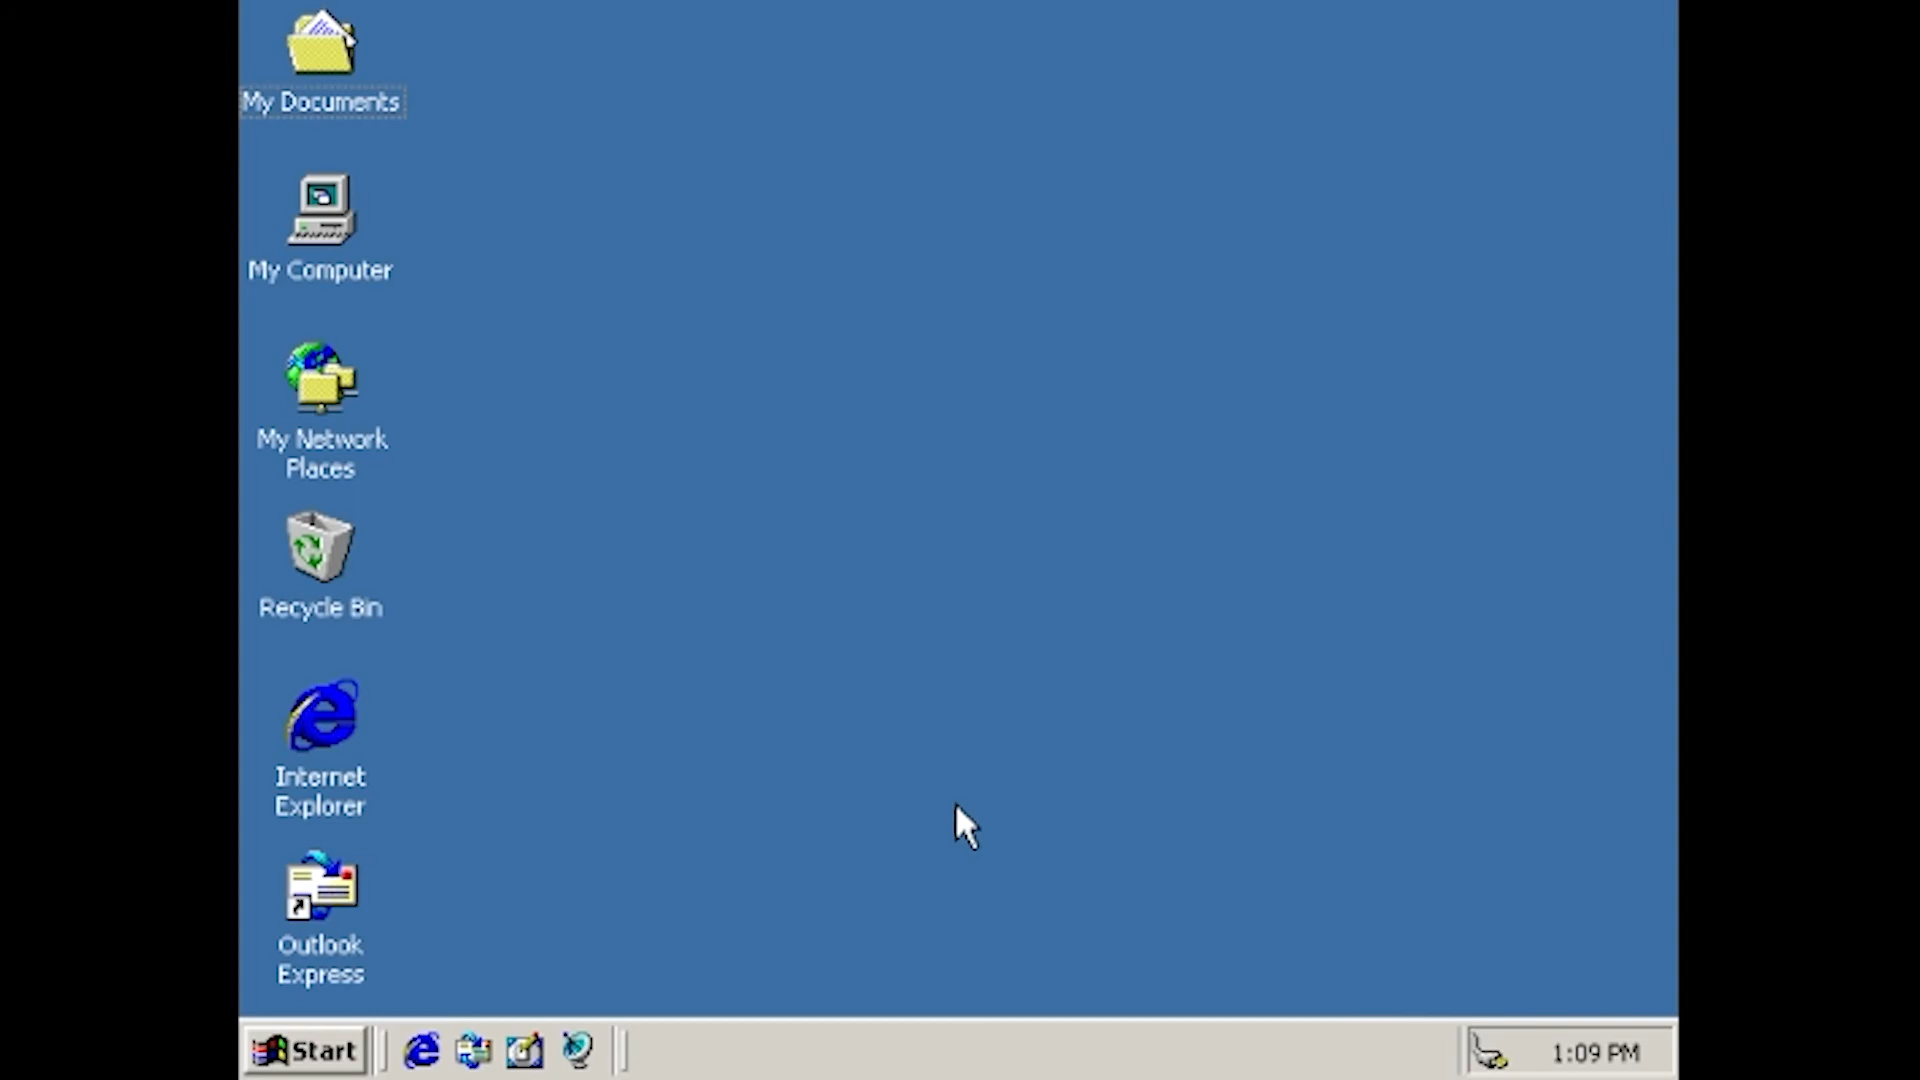 My Documents
My Computer
My Network
Places
Recycle Bin
Internet
Explorer
Outlook
Express
Start
1:09 PM